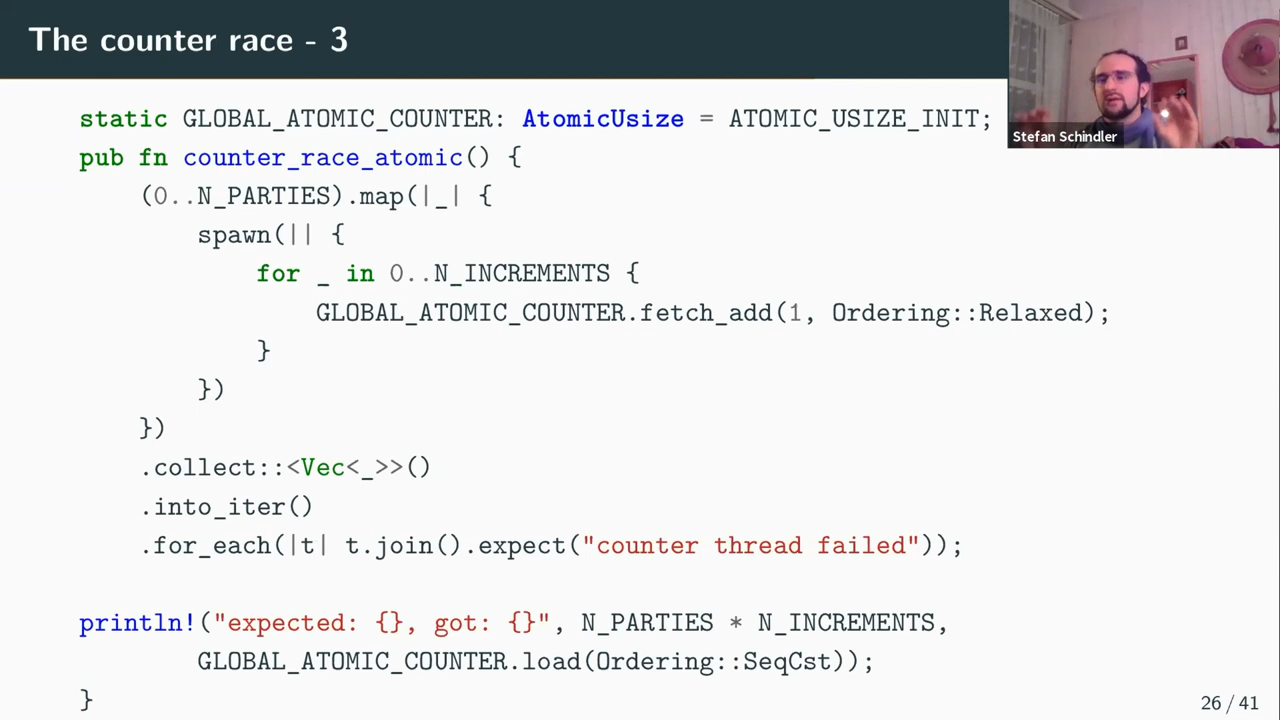 The counter race - 3
Stefan Schindler
static GLOBAL_ATOMIC_COUNTER: AtomicUsize = ATOMIC_USIZE_INIT;
pub fn counter_race_atomic() {
(0..N_PARTIES).map(|_| {
spawn(|| {
for _ in 0..N_INCREMENTS {
GLOBAL_ATOMIC_COUNTER.fetch_add(1, Ordering::Relaxed);
}
})
})
.collect::<Vec<_>>()
.into_iter()
.for_each(|t| t.join().expect("counter thread failed"));
println!("expected: {}, got: {}", N_PARTIES * N_INCREMENTS,
GLOBAL_ATOMIC_COUNTER.load(Ordering::SeqCst));
}
26 / 41